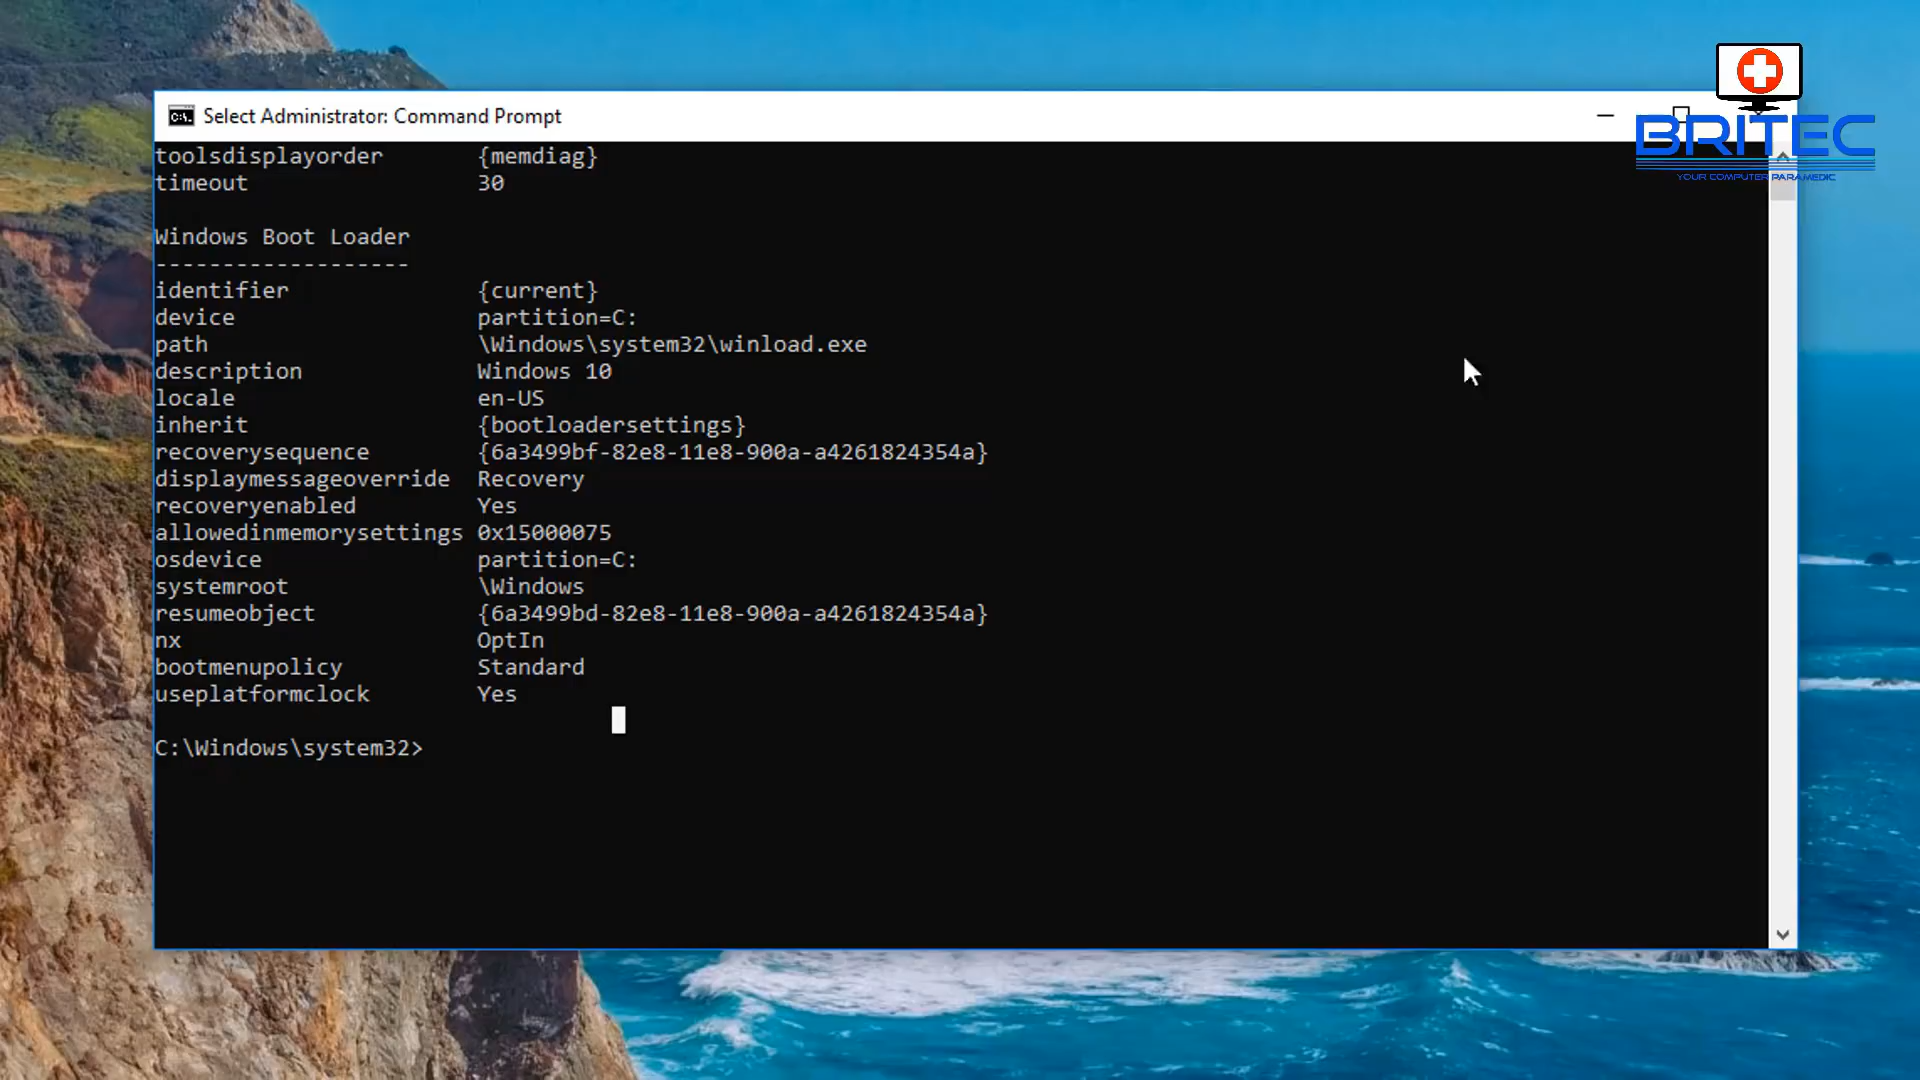 Select Administrator: Command Prompt
BRITEC
YOUR COMPUTER PARAMEDIC
toolsdisplayorder {memdiag}
timeout 30
Windows Boot Loader
-------------------
identifier {current}
device partition=C:
path \Windows\system32\winload.exe
description Windows 10
locale en-US
inherit {bootloadersettings}
recoverysequence {6a3499bf-82e8-11e8-900a-a4261824354a}
displaymessageoverride Recovery
recoveryenabled Yes
allowedinmemorysettings 0x15000075
osdevice partition=C:
systemroot \Windows
resumeobject {6a3499bd-82e8-11e8-900a-a4261824354a}
nx OptIn
bootmenupolicy Standard
useplatformclock Yes
C:\Windows\system32>